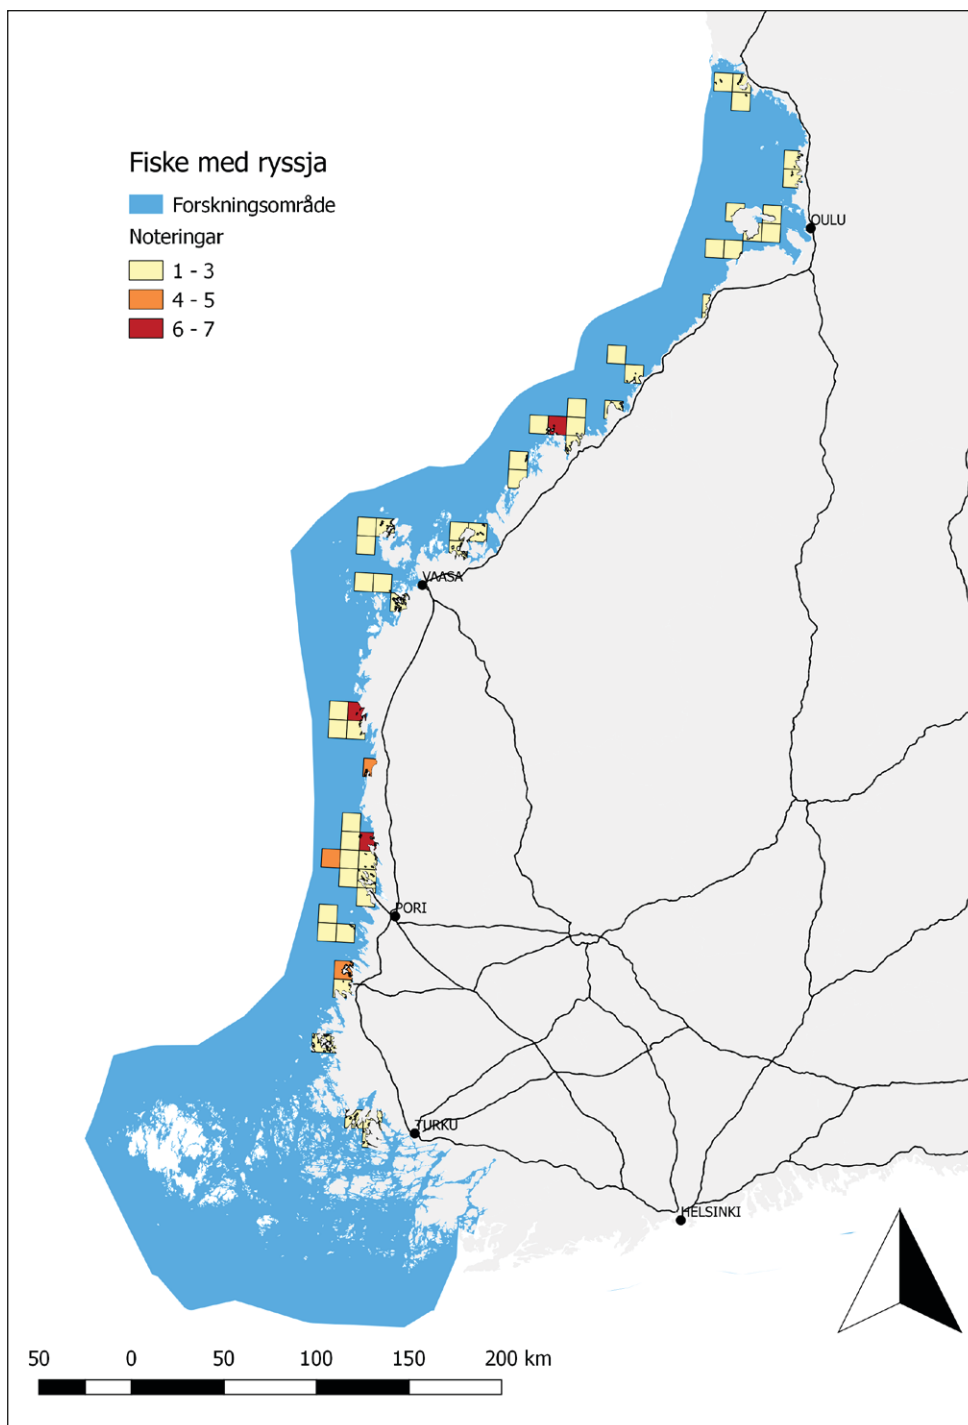 Fiske med ryssja
Forskningsområde
Noteringar
1 - 3
4 - 5
6 - 7
OULU
VAASA
PORI
TURKU
HELSINKI
50 0 50 100 150 200 km